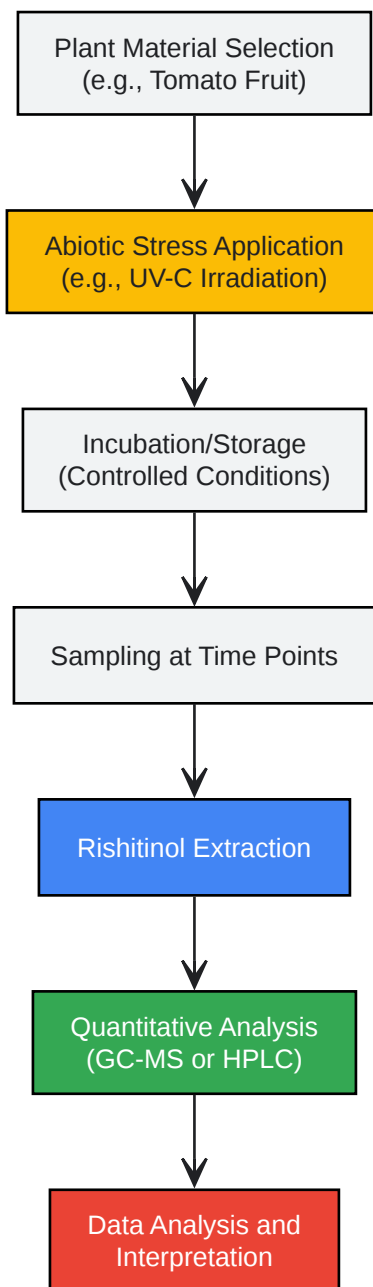 Plant Material Selection
(e.g., Tomato Fruit)
Abiotic Stress Application
(e.g., UV-C Irradiation)
Incubation/Storage
(Controlled Conditions)
Sampling at Time Points
Rishitinol Extraction
Quantitative Analysis
(GC-MS or HPLC)
Data Analysis and
Interpretation